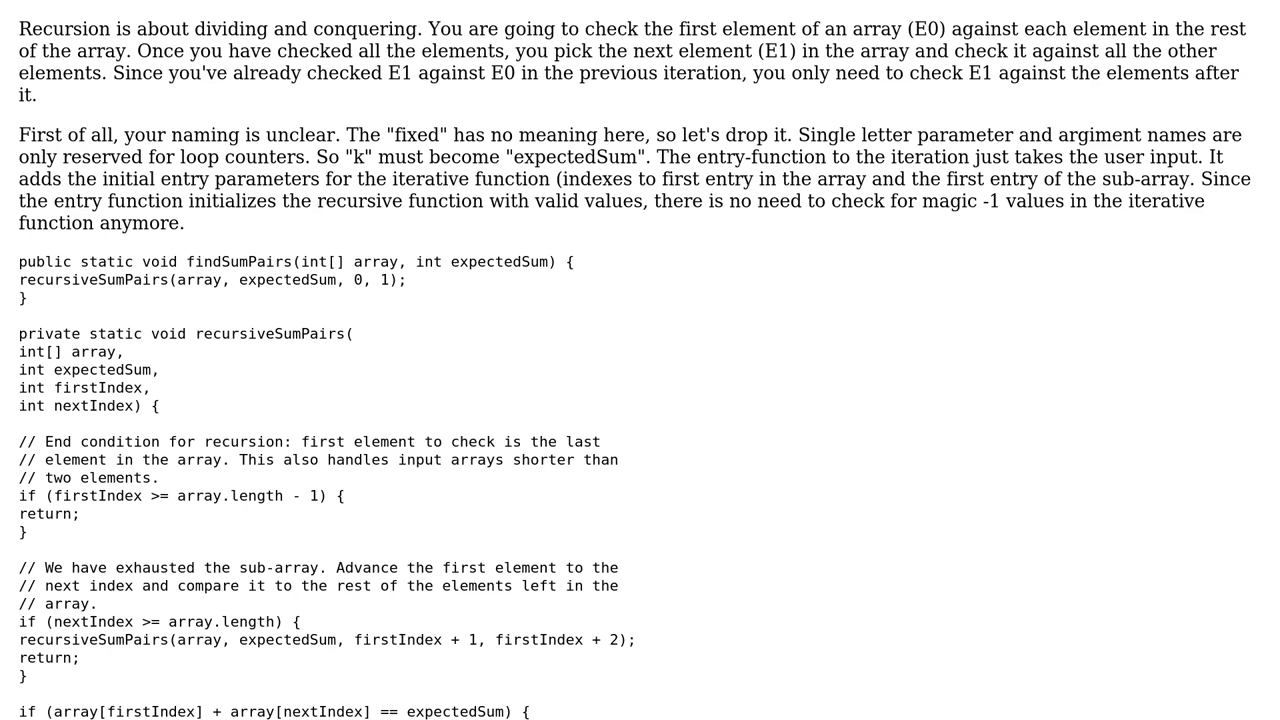 Recursion is about dividing and conquering. You are going to check the first element of an array (E0) against each element in the rest
of the array. Once you have checked all the elements, you pick the next element (E1) in the array and check it against all the other
elements. Since you've already checked E1 against E0 in the previous iteration, you only need to check E1 against the elements after
it.
First of all, your naming is unclear. The "fixed" has no meaning here, so let's drop it. Single letter parameter and argiment names are
only reserved for loop counters. So "k" must become "expectedSum". The entry-function to the iteration just takes the user input. It
adds the initial entry parameters for the iterative function (indexes to first entry in the array and the first entry of the sub-array. Since
the entry function initializes the recursive function with valid values, there is no need to check for magic -1 values in the iterative
function anymore.
public static void findSumPairs(int[] array, int expectedSum) {
recursiveSumPairs(array, expectedSum, 0, 1);
}
private static void recursiveSumPairs(
int[] array,
int expectedSum,
int firstIndex,
int nextIndex) {
// End condition for recursion: first element to check is the last
// element in the array. This also handles input arrays shorter than
// two elements.
if (firstIndex >= array.length - 1) {
return;
}
// We have exhausted the sub-array. Advance the first element to the
// next index and compare it to the rest of the elements left in the
// array.
if (nextIndex >= array.length) {
recursiveSumPairs(array, expectedSum, firstIndex + 1, firstIndex + 2);
return;
}
if (array[firstIndex] + array[nextIndex] == expectedSum) {